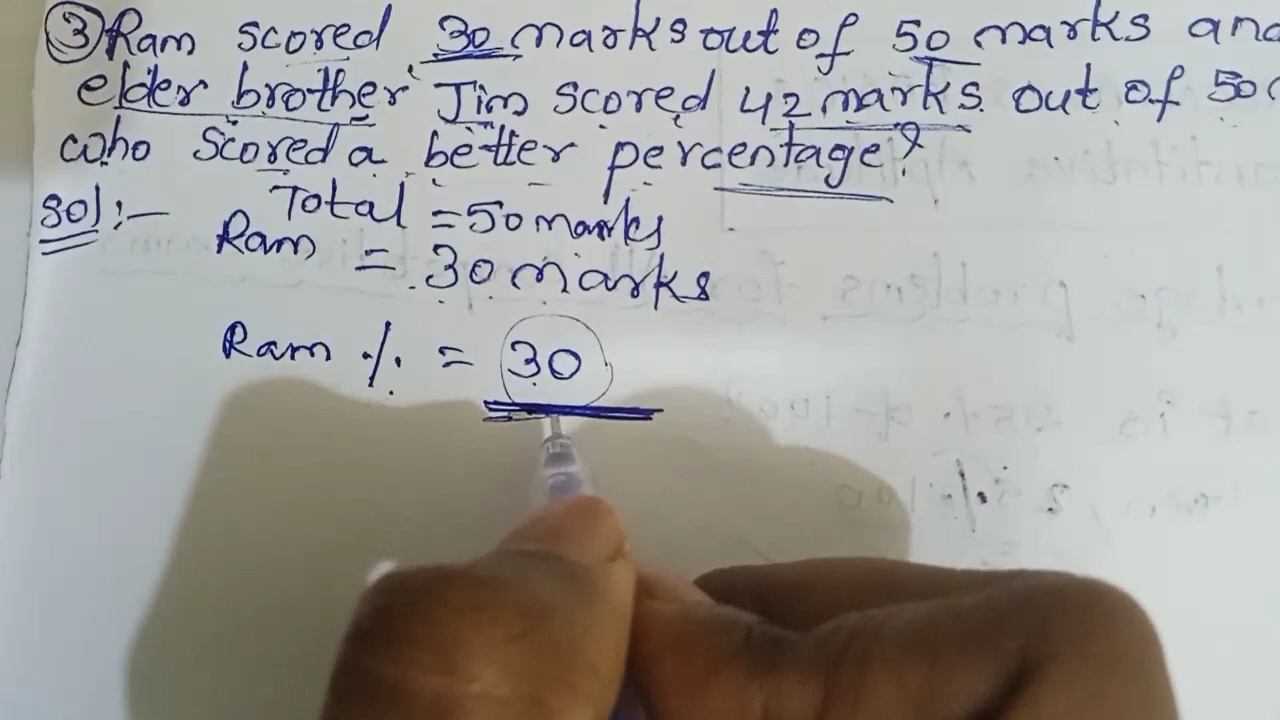 ③ Ram scored 30 marks out of 50 marks and
elder brother Jim scored 42 marks out of 50
who scored a better percentage?
Sol:- Total = 50 marks
Ram = 30 marks
Ram % = 30